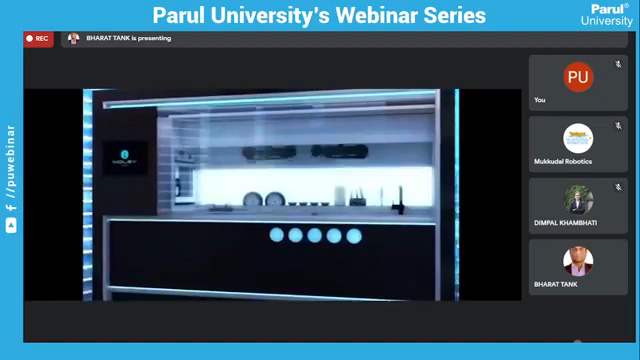 Parul University's Webinar Series
Parul®
University
REC
BHARAT TANK is presenting
f //puwebinar
PU
You
Mukkudal Robotics
DIMPAL KHAMBHATI
BHARAT TANK
MOLEY